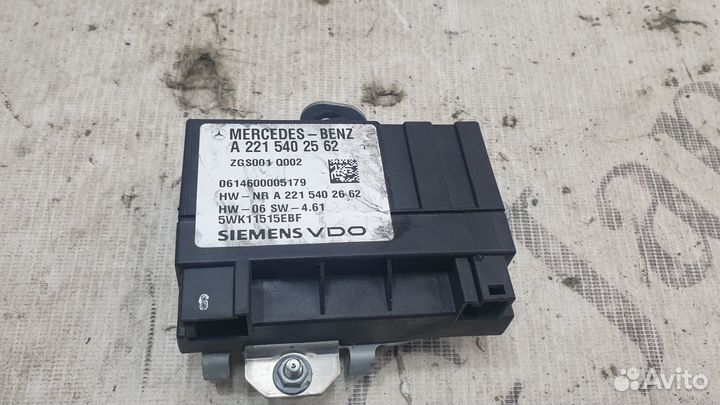 MERCEDES-BENZ
A 221 540 25 62
ZGS001 Q002
0614600005179
HW-NR A 221 540 26 62
HW-06 SW-4.61
5WK11515EBF
SIEMENS VDO
Avito